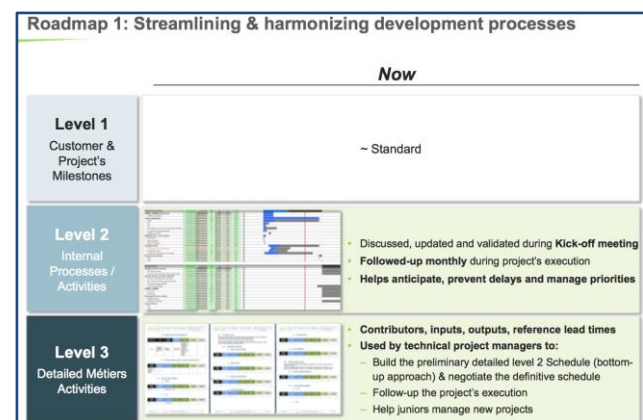 Roadmap 1: Streamlining & harmonizing development processes
Now
Level 1
Customer &
Project's
Milestones
~ Standard
Level 2
Internal
Processes /
Activities
• Discussed, updated and validated during Kick-off meeting
• Followed-up monthly during project's execution
• Helps anticipate, prevent delays and manage priorities
Level 3
Detailed Métiers
Activities
• Contributors, inputs, outputs, reference lead times
• Used by technical project managers to:
– Build the preliminary detailed level 2 Schedule (bottom-
up approach) & negotiate the definitive schedule
– Follow-up the project's execution
– Help juniors manage new projects